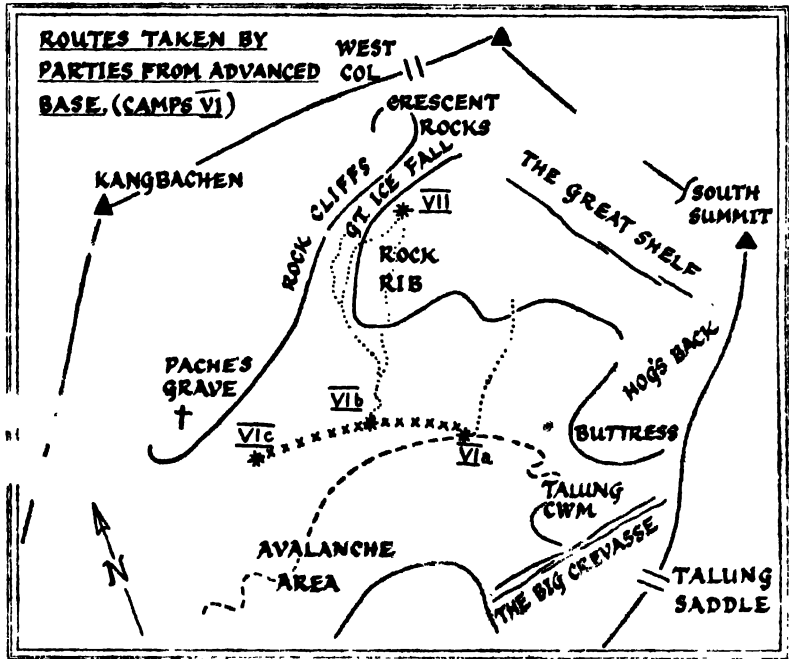 ROUTES TAKEN BY
PARTIES FROM ADVANCED
BASE. (CAMPS VI)
WEST
COL
CRESCENT
ROCKS
KANGBACHEN
ROCK CLIFFS
GT. ICE FALL
VII
ROCK
RIB
THE GREAT SHELF
SOUTH
SUMMIT
PACHE'S
GRAVE
HOG'S BACK
VIb
VIc
VIa
BUTTRESS
TALUNG
CWM
AVALANCHE
AREA
THE BIG CREVASSE
TALUNG
SADDLE
N